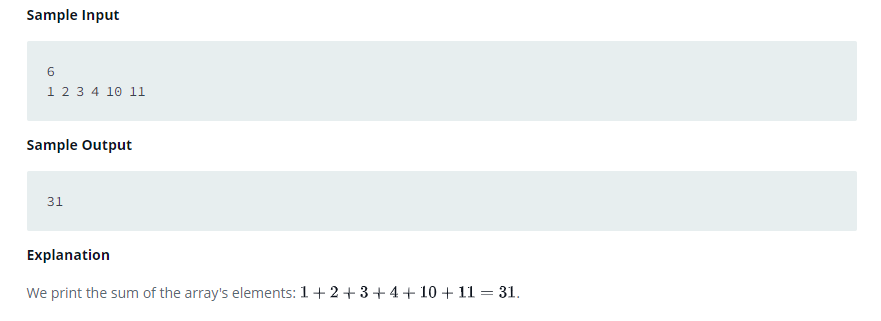 Sample Input
6
1 2 3 4 10 11
Sample Output
31
Explanation
We print the sum of the array's elements: 1 + 2 + 3 + 4 + 10 + 11 = 31.